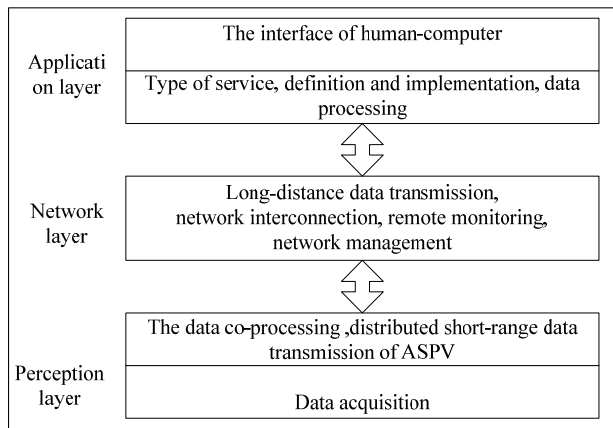 The interface of human-computer
Applicati
on layer
Type of service, definition and implementation, data
processing
Long-distance data transmission,
network interconnection, remote monitoring,
network management
Network
layer
The data co-processing ,distributed short-range data
transmission of ASPV
Perception
layer
Data acquisition